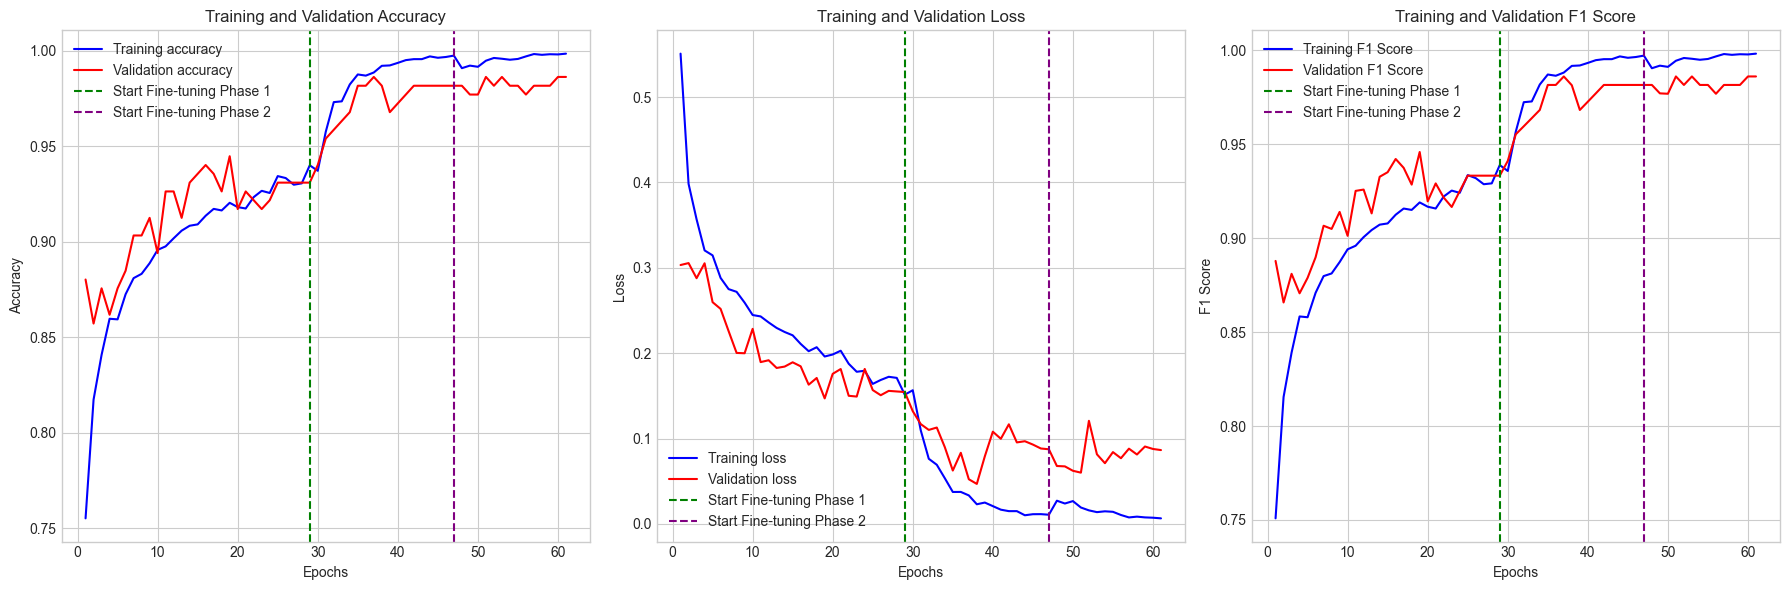 Training and Validation Accuracy
Training accuracy
Validation accuracy
Start Fine-tuning Phase 1
Start Fine-tuning Phase 2
1.00
0.95
0.90
0.85
0.80
0.75
Accuracy
0 10 20 30 40 50 60
Epochs
Training and Validation Loss
0.5
0.4
0.3
0.2
0.1
0.0
Loss
Training loss
Validation loss
Start Fine-tuning Phase 1
Start Fine-tuning Phase 2
0 10 20 30 40 50 60
Epochs
Training and Validation F1 Score
Training F1 Score
Validation F1 Score
Start Fine-tuning Phase 1
Start Fine-tuning Phase 2
1.00
0.95
0.90
0.85
0.80
0.75
F1 Score
0 10 20 30 40 50 60
Epochs